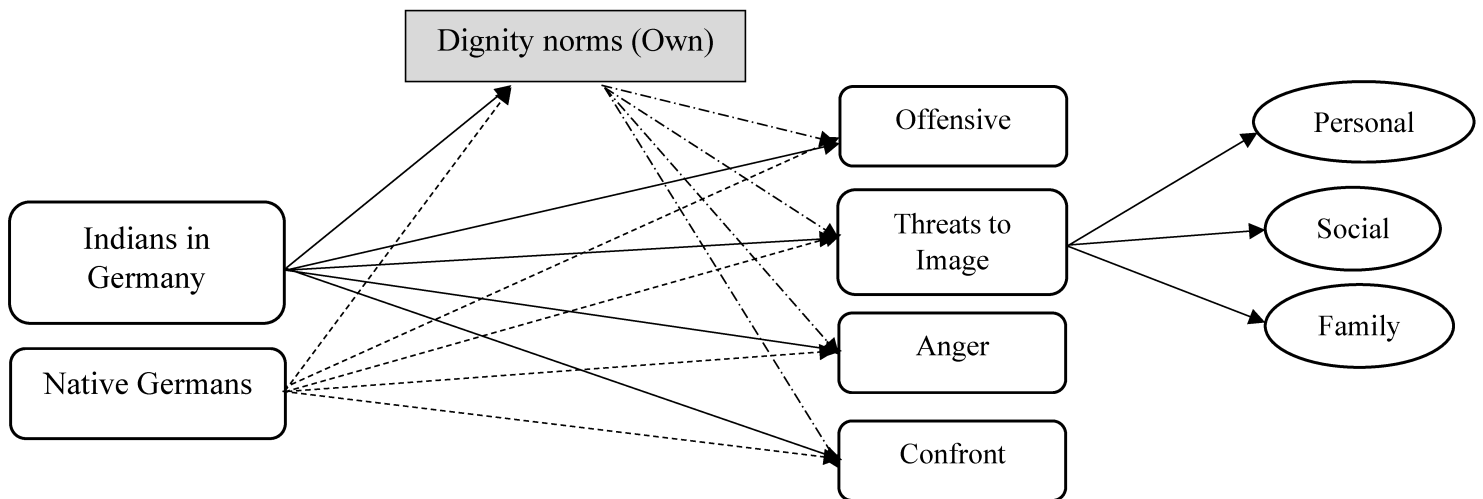 Dignity norms (Own)
Offensive
Personal
Indians in
Germany
Threats to
Image
Social
Native Germans
Anger
Family
Confront